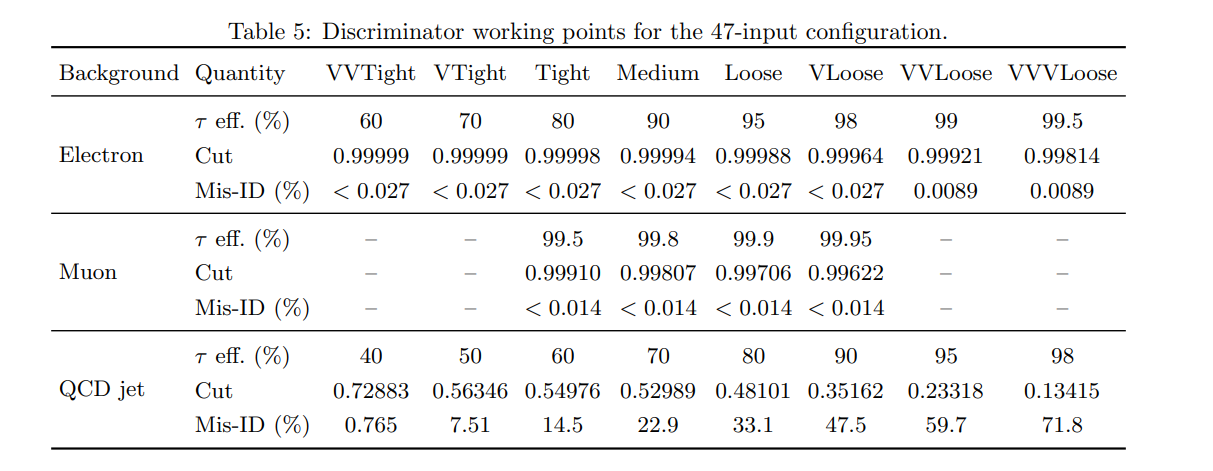 Table 5: Discriminator working points for the 47-input configuration.
Background Quantity VVTight VTight Tight Medium Loose VLoose VVLoose VVVLoose
τ eff. (%) 60 70 80 90 95 98 99 99.5
Electron Cut 0.99999 0.99999 0.99998 0.99994 0.99988 0.99964 0.99921 0.99814
Mis-ID (%) < 0.027 < 0.027 < 0.027 < 0.027 < 0.027 < 0.027 0.0089 0.0089
τ eff. (%) – – 99.5 99.8 99.9 99.95 – –
Muon Cut – – 0.99910 0.99807 0.99706 0.99622 – –
Mis-ID (%) – – < 0.014 < 0.014 < 0.014 < 0.014 – –
τ eff. (%) 40 50 60 70 80 90 95 98
QCD jet Cut 0.72883 0.56346 0.54976 0.52989 0.48101 0.35162 0.23318 0.13415
Mis-ID (%) 0.765 7.51 14.5 22.9 33.1 47.5 59.7 71.8